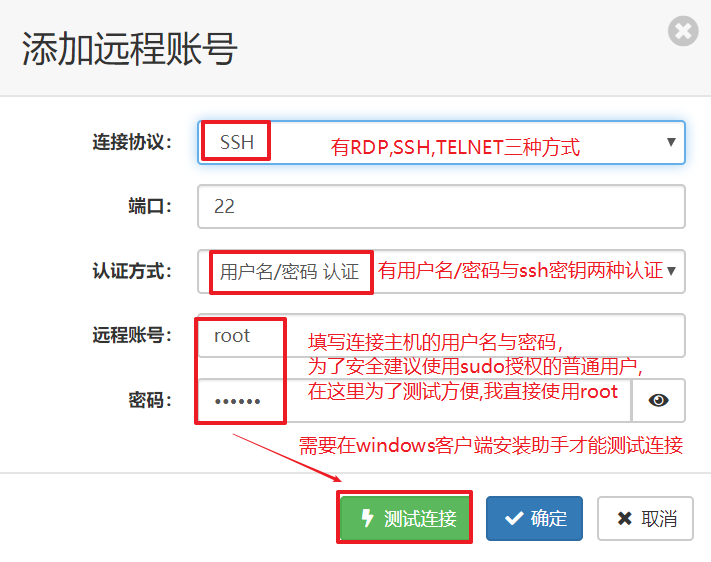 添加远程账号
连接协议： SSH 有RDP,SSH,TELNET三种方式
端口： 22
认证方式： 用户名/密码 认证 有用户名/密码与ssh密钥两种认证
远程账号： root
填写连接主机的用户名与密码，
为了安全建议使用sudo授权的普通用户,
密码： •••••• 在这里为了测试方便,我直接使用root
需要在windows客户端安装助手才能测试连接
测试连接 确定 取消